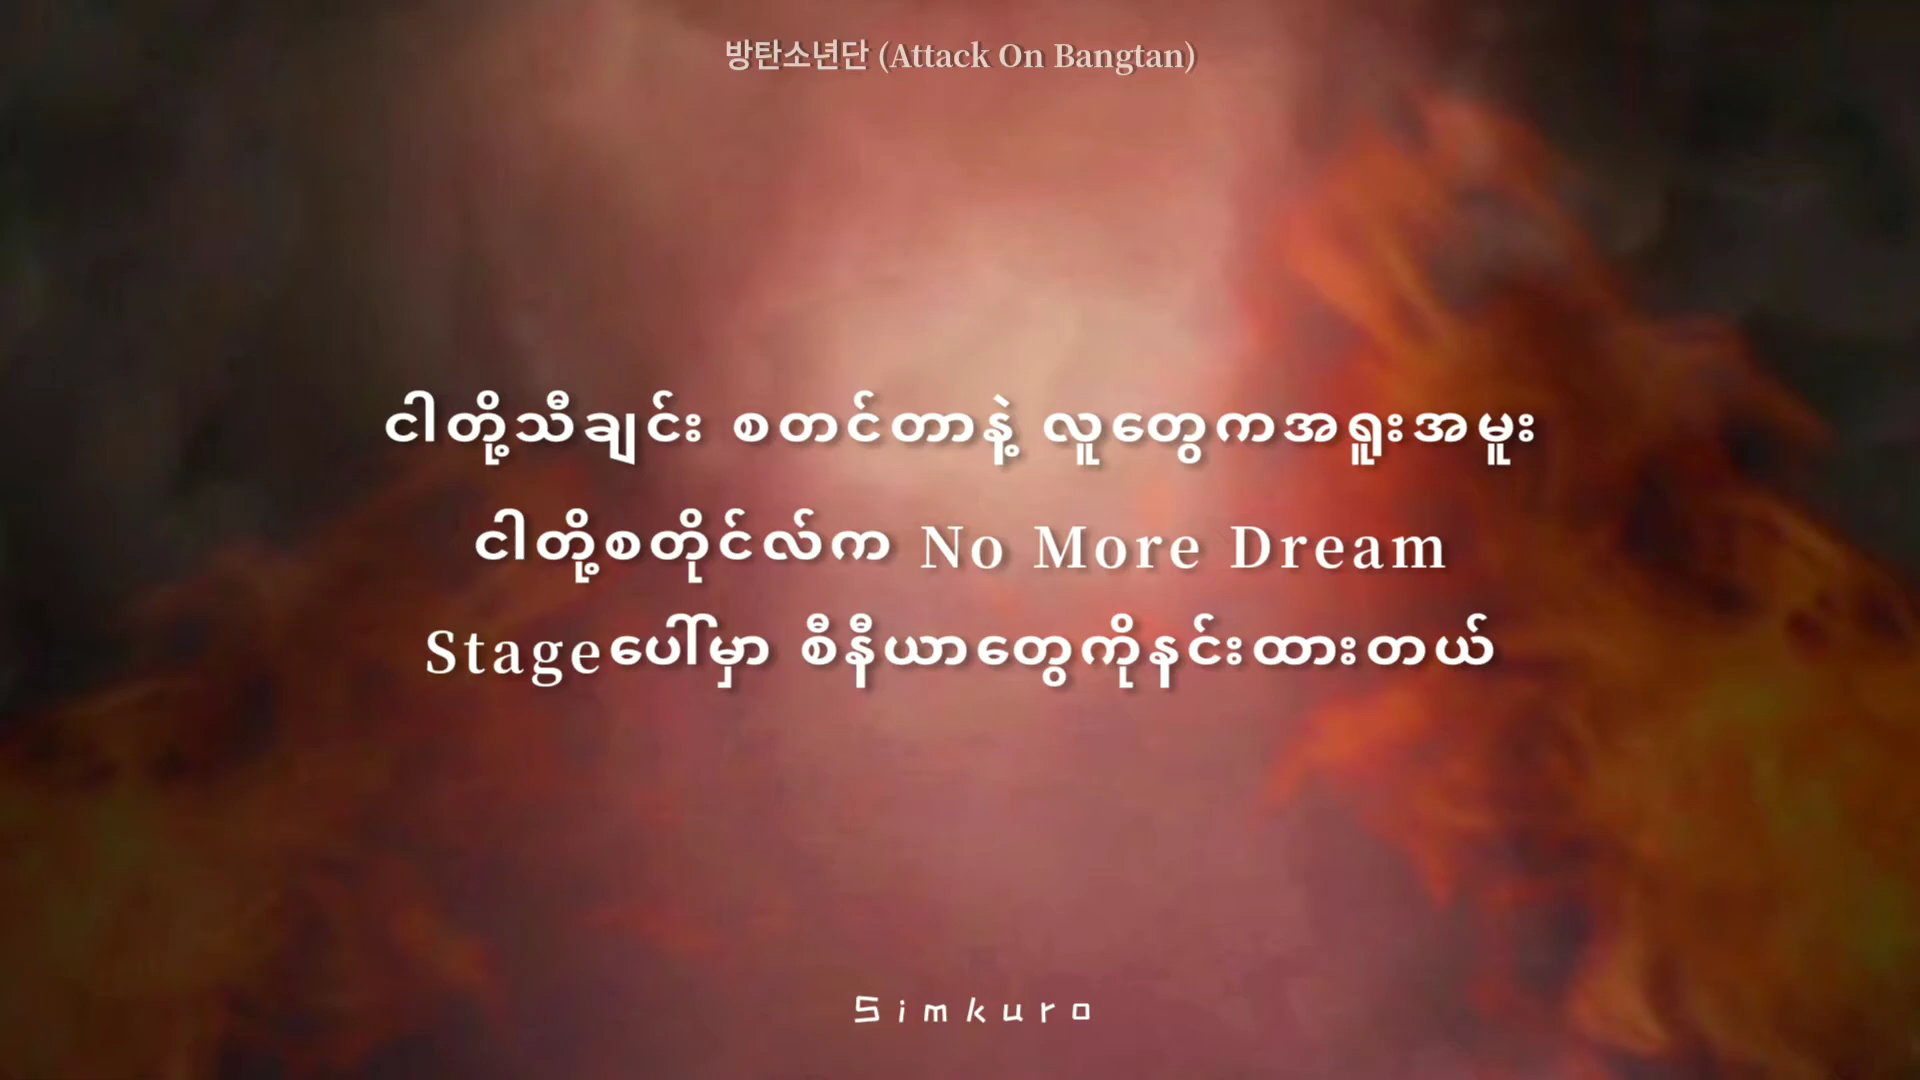 방탄소년단 (Attack On Bangtan)
ငါတို့သီချင်း စတင်တာနဲ့ လူတွေကအရူးအမူး
ငါတို့စတိုင်လ်က No More Dream
Stageပေါ်မှာ စီနီယာတွေကိုနင်းထားတယ်
Simkuro